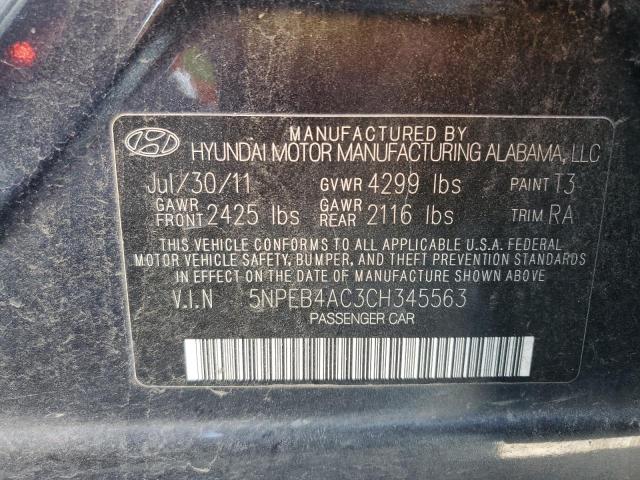 MANUFACTURED BY
HYUNDAI MOTOR MANUFACTURING ALABAMA, LLC
Jul/30/11 GVWR 4299 lbs PAINT T3
GAWR FRONT 2425 lbs GAWR REAR 2116 lbs TRIM RA
THIS VEHICLE CONFORMS TO ALL APPLICABLE U.S.A. FEDERAL
MOTOR VEHICLE SAFETY, BUMPER, AND THEFT PREVENTION STANDARDS
IN EFFECT ON THE DATE OF MANUFACTURE SHOWN ABOVE
V.I.N 5NPEB4AC3CH345563
PASSENGER CAR